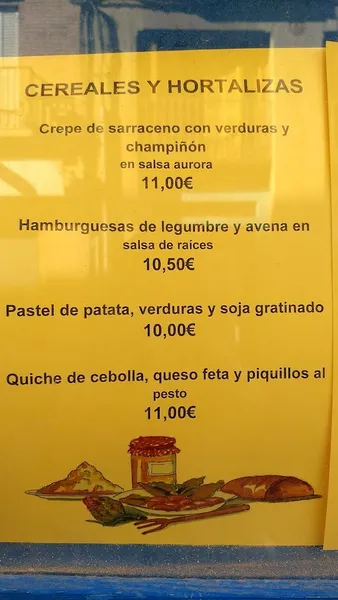 CEREALES Y HORTALIZAS
Crepe de sarraceno con verduras y
champiñón
en salsa aurora
11,00€
Hamburguesas de legumbre y avena en
salsa de raices
10,50€
Pastel de patata, verduras y soja gratinado
10,00€
Quiche de cebolla, queso feta y piquillos al
pesto
11,00€